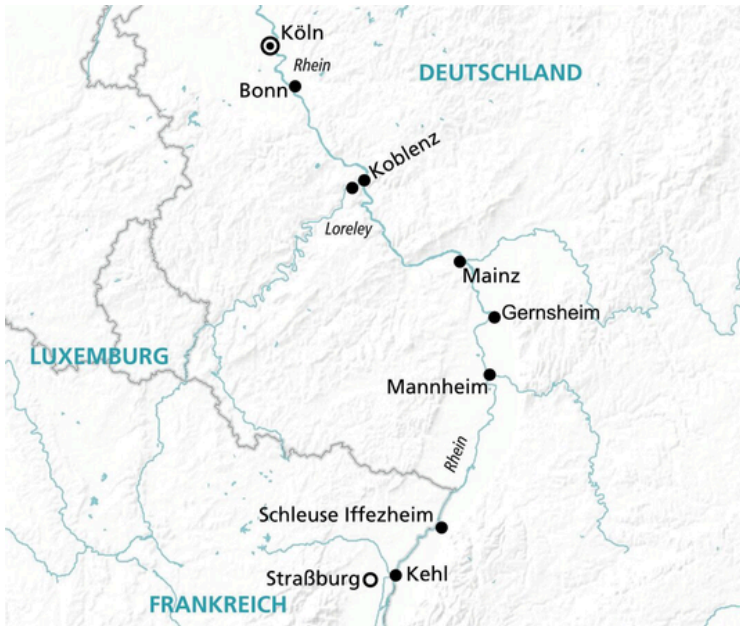 Köln
Rhein
DEUTSCHLAND
Bonn
Koblenz
Loreley
Mainz
Gernsheim
LUXEMBURG
Mannheim
Rhein
Schleuse Iffezheim
Straßburg
Kehl
FRANKREICH